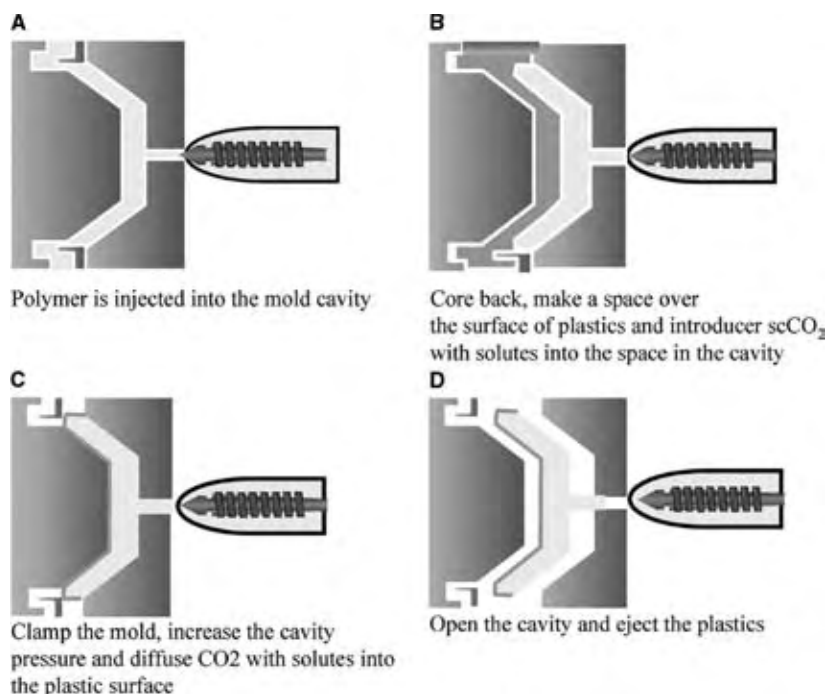 A
Polymer is injected into the mold cavity
B
Core back, make a space over
the surface of plastics and introducer scCO₂
with solutes into the space in the cavity
C
Clamp the mold, increase the cavity
pressure and diffuse CO2 with solutes into
the plastic surface
D
Open the cavity and eject the plastics